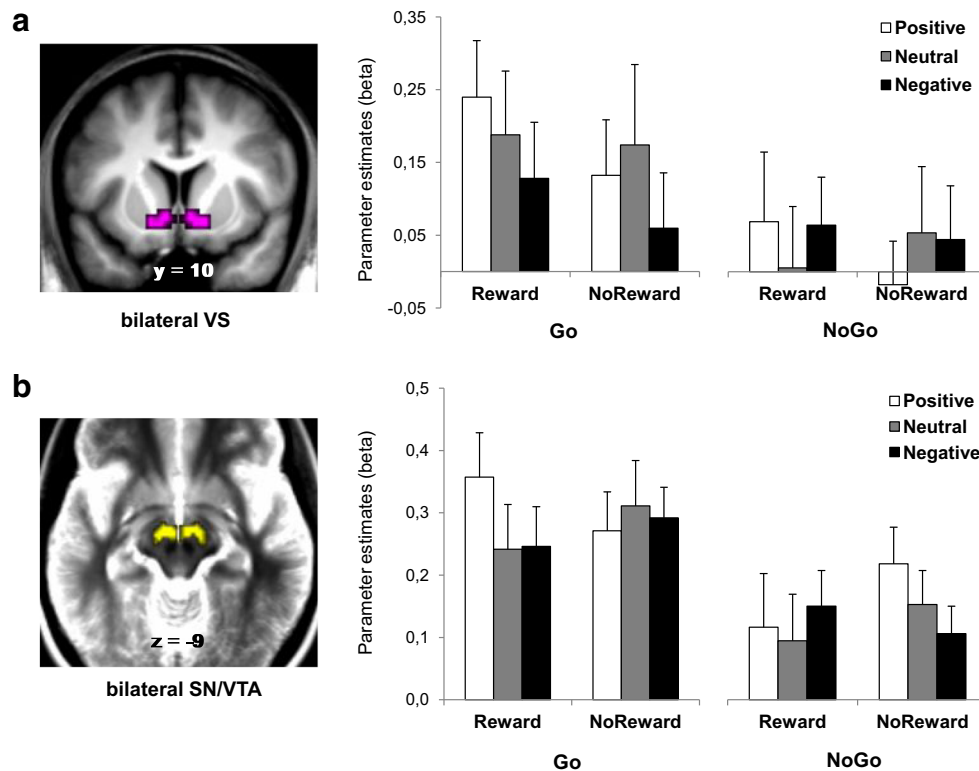 a
y = 10
bilateral VS
Parameter estimates (beta)
0,35
0,25
0,15
0,05
-0,05
Positive
Neutral
Negative
Reward NoReward Reward NoReward
Go NoGo
b
z = -9
bilateral SN/VTA
Parameter estimates (beta)
0,5
0,4
0,3
0,2
0,1
0,0
Positive
Neutral
Negative
Reward NoReward Reward NoReward
Go NoGo